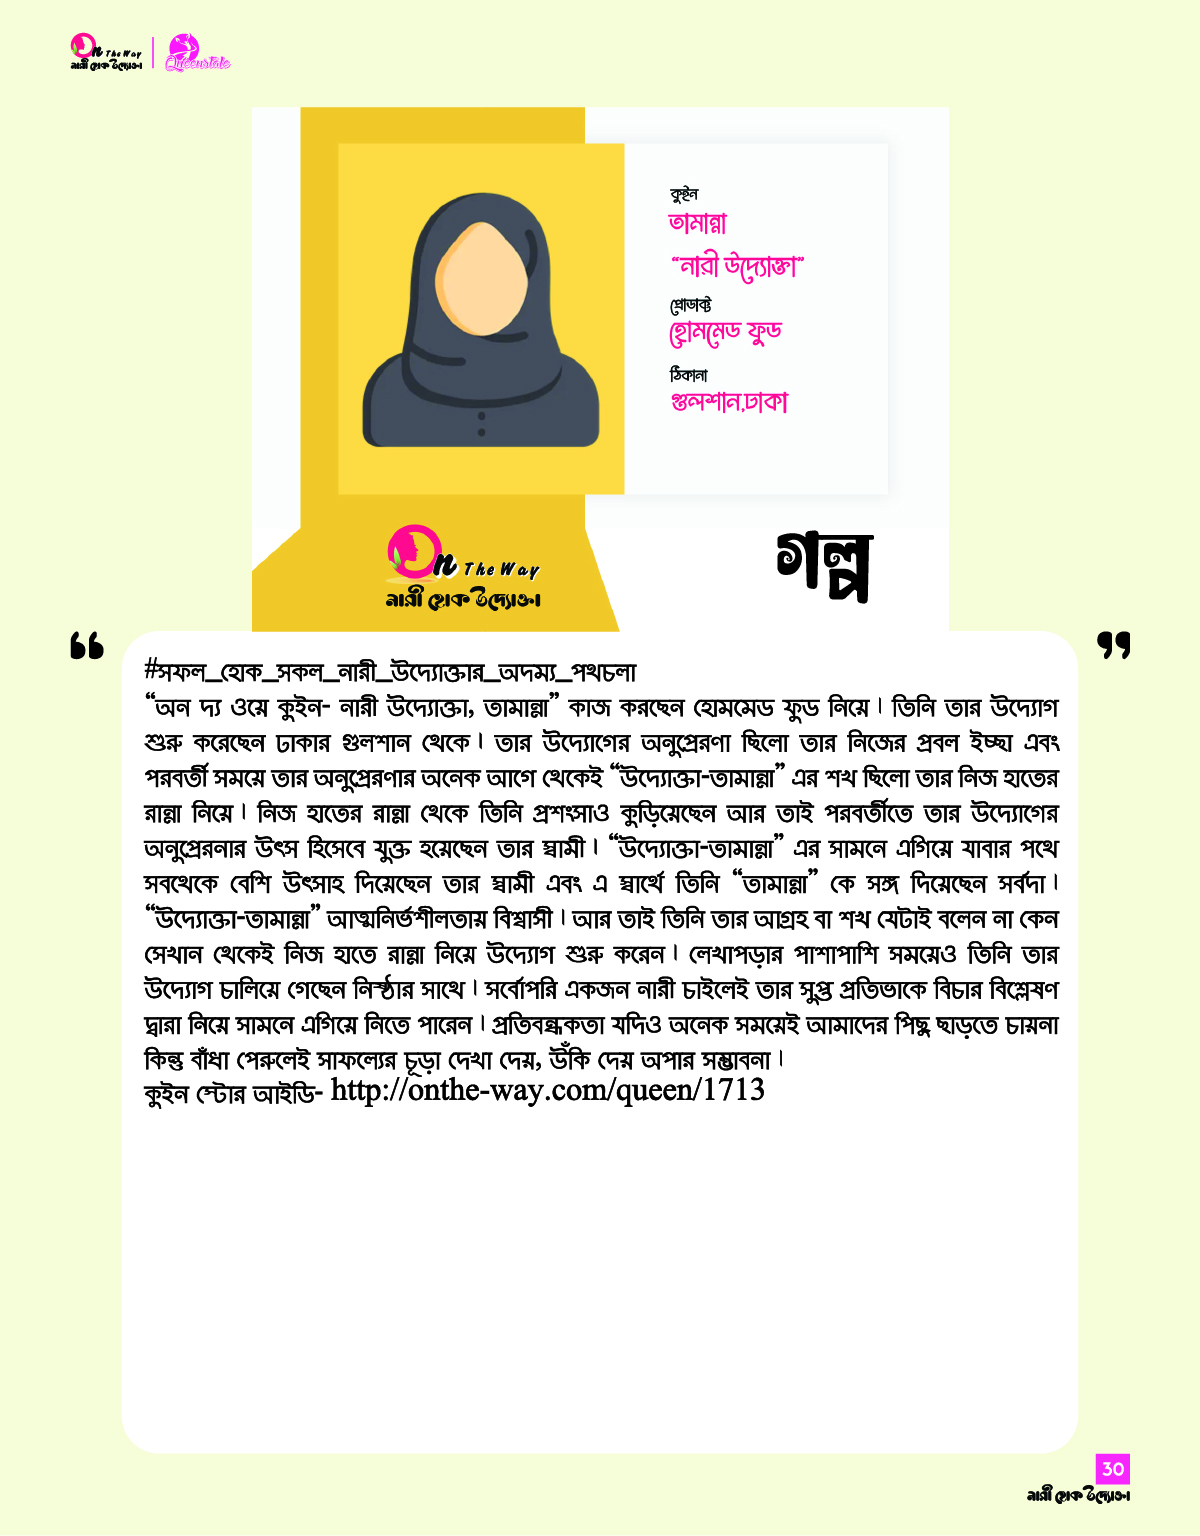 On The Way
নারী হোক উদ্যোক্তা
Queenstale
কুইন
তামান্না
“নারী উদ্যোক্তা”
প্রোডাক্ট
হোমমেড ফুড
ঠিকানা
গুলশান,ঢাকা
On The Way
নারী হোক উদ্যোক্তা
গল্প
#সফল_হোক_সকল_নারী_উদ্যোক্তার_অদম্য_পথচলা
“অন দ্য ওয়ে কুইন- নারী উদ্যোক্তা, তামান্না” কাজ করছেন হোমমেড ফুড নিয়ে। তিনি তার উদ্যোগ
শুরু করেছেন ঢাকার গুলশান থেকে। তার উদ্যোগের অনুপ্রেরণা ছিলো তার নিজের প্রবল ইচ্ছা এবং
পরবর্তী সময়ে তার অনুপ্রেরণার অনেক আগে থেকেই “উদ্যোক্তা-তামান্না” এর শখ ছিলো তার নিজ হাতের
রান্না নিয়ে। নিজ হাতের রান্না থেকে তিনি প্রশংসাও কুড়িয়েছেন আর তাই পরবর্তীতে তার উদ্যোগের
অনুপ্রেরনার উৎস হিসেবে যুক্ত হয়েছেন তার স্বামী। “উদ্যোক্তা-তামান্না” এর সামনে এগিয়ে যাবার পথে
সবথেকে বেশি উৎসাহ দিয়েছেন তার স্বামী এবং এ স্বার্থে তিনি “তামান্না” কে সঙ্গ দিয়েছেন সর্বদা।
“উদ্যোক্তা-তামান্না” আত্মনির্ভশীলতায় বিশ্বাসী। আর তাই তিনি তার আগ্রহ বা শখ যেটাই বলেন না কেন
সেখান থেকেই নিজ হাতে রান্না নিয়ে উদ্যোগ শুরু করেন। লেখাপড়ার পাশাপাশি সময়েও তিনি তার
উদ্যোগ চালিয়ে গেছেন নিষ্ঠার সাথে। সর্বোপরি একজন নারী চাইলেই তার সুপ্ত প্রতিভাকে বিচার বিশ্লেষণ
দ্বারা নিয়ে সামনে এগিয়ে নিতে পারেন। প্রতিবন্ধকতা যদিও অনেক সময়েই আমাদের পিছু ছাড়তে চায়না
কিন্তু বাঁধা পেরুলেই সাফল্যের চূড়া দেখা দেয়, উঁকি দেয় অপার সম্ভাবনা।
কুইন স্টোর আইডি- http://onthe-way.com/queen/1713
30
নারী হোক উদ্যোক্তা